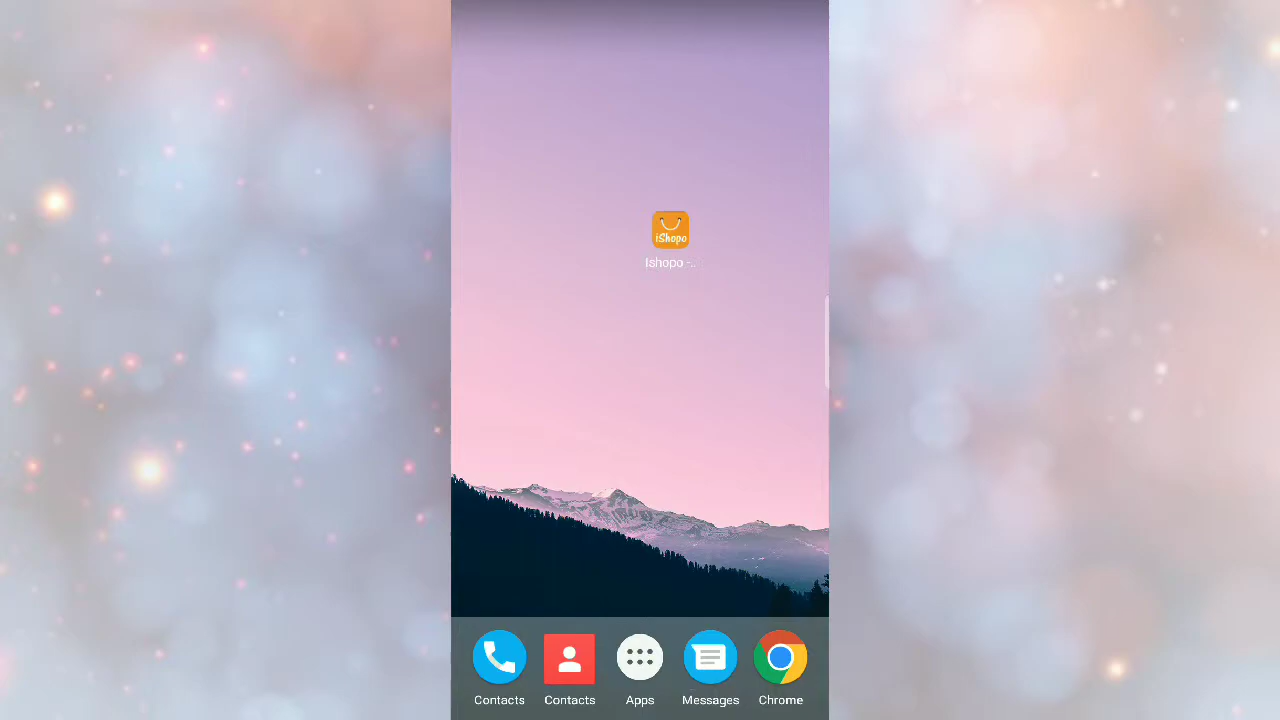 iShopo
Ishopo -..
Contacts
Contacts
Apps
Messages
Chrome